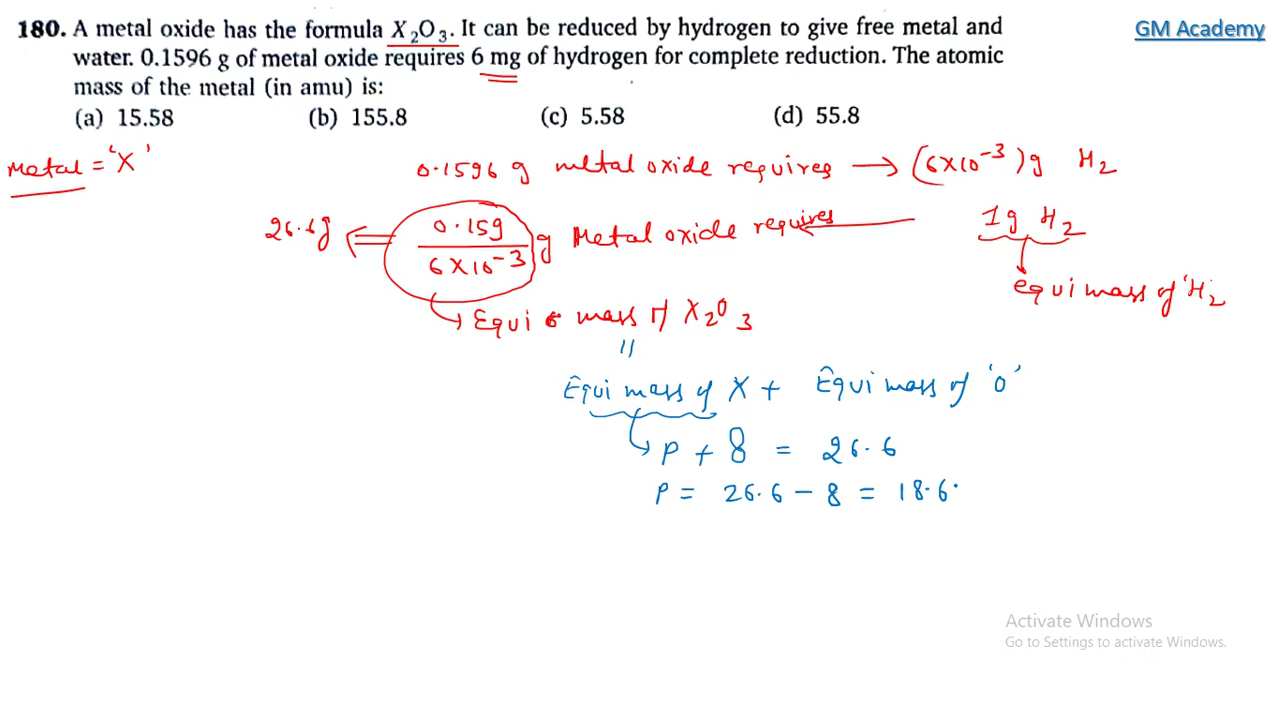 180. A metal oxide has the formula X₂O₃. It can be reduced by hydrogen to give free metal and
GM Academy
water. 0.1596 g of metal oxide requires 6 mg of hydrogen for complete reduction. The atomic
mass of the metal (in amu) is:
(a) 15.58 (b) 155.8 (c) 5.58 (d) 55.8
Metal = 'X'
0.1596 g metal oxide requires → (6×10⁻³)g H₂
26.6g ⇐ 0.159/6×10⁻³ g Metal oxide requires 1g H₂
equi mass of 'H₂
↳ Equi mass of X₂O₃
=
Equi mass of X + Equi mass of 'O'
↳ P + 8 = 26.6
P = 26.6 – 8 = 18.6.
Activate Windows
Go to Settings to activate Windows.